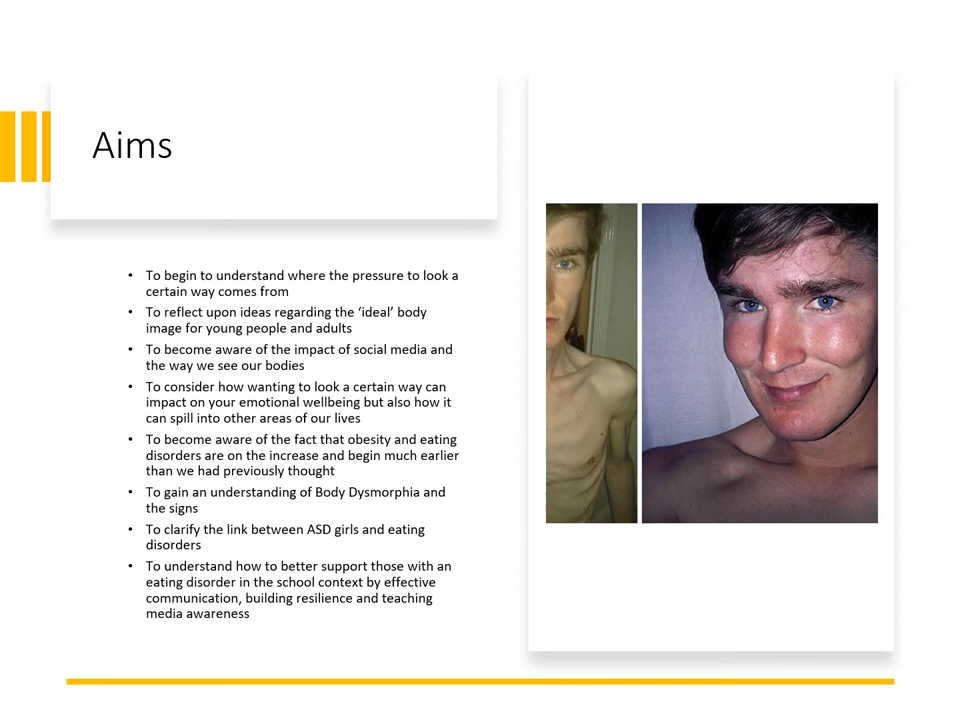 Aims
• To begin to understand where the pressure to look a
certain way comes from
• To reflect upon ideas regarding the ‘ideal’ body
image for young people and adults
• To become aware of the impact of social media and
the way we see our bodies
• To consider how wanting to look a certain way can
impact on your emotional wellbeing but also how it
can spill into other areas of our lives
• To become aware of the fact that obesity and eating
disorders are on the increase and begin much earlier
than we had previously thought
• To gain an understanding of Body Dysmorphia and
the signs
• To clarify the link between ASD girls and eating
disorders
• To understand how to better support those with an
eating disorder in the school context by effective
communication, building resilience and teaching
media awareness